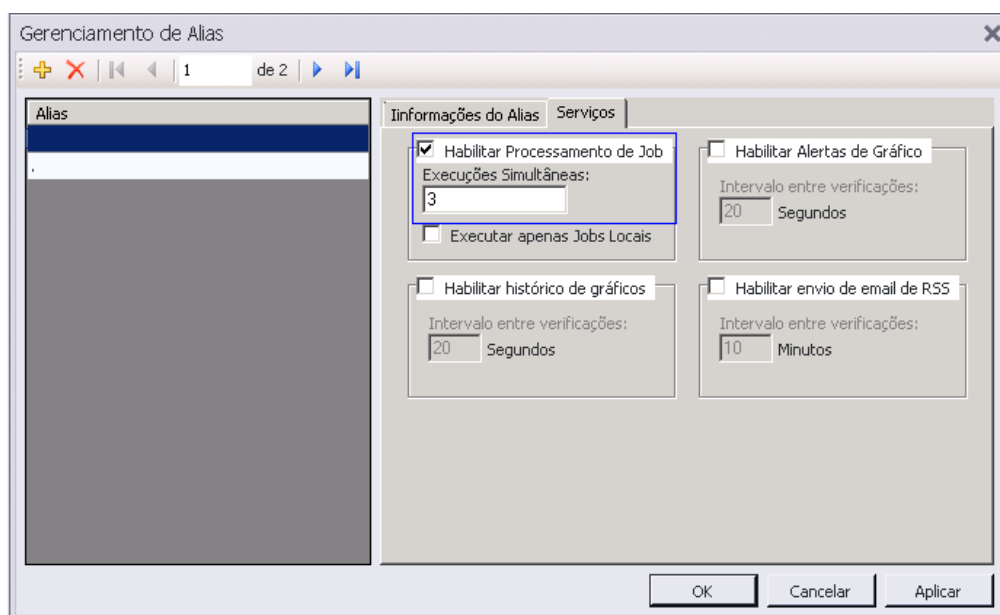 Gerenciamento de Alias
1 de 2
Alias
.
Iinformações do Alias Serviços
Habilitar Processamento de Job
Execuções Simultâneas:
3
Executar apenas Jobs Locais
Habilitar Alertas de Gráfico
Intervalo entre verificações:
20 Segundos
Habilitar histórico de gráficos
Intervalo entre verificações:
20 Segundos
Habilitar envio de email de RSS
Intervalo entre verificações:
10 Minutos
OK Cancelar Aplicar